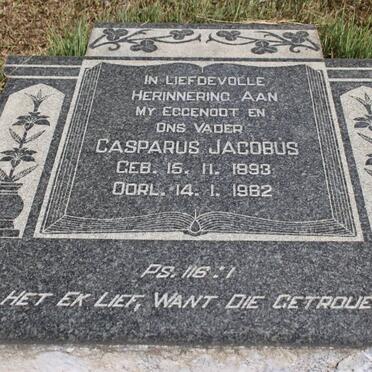 IN LIEFDEVOLLE
HERINNERING AAN
MY EGGENOOT EN
ONS VADER
CASPARUS JACOBUS
GEB. 15. 11. 1893
OORL. 14. 1. 1982
PS. 116:1
HET EK LIEF, WANT DIE GETROUE